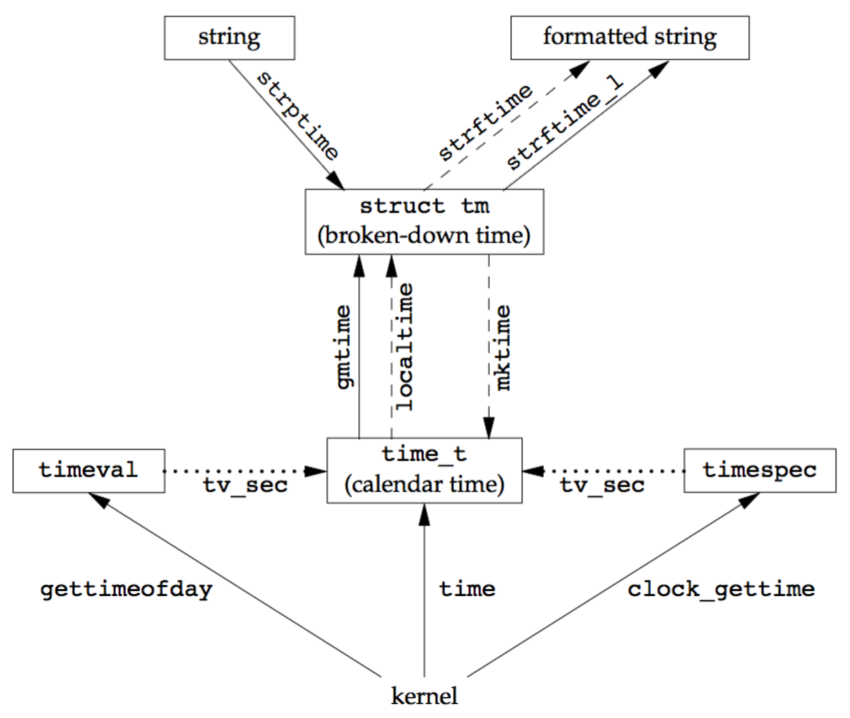 string
formatted string
strptime
strftime
strftime_l
struct tm
(broken-down time)
gmtime
localtime
mktime
timeval
tv_sec
time_t
(calendar time)
tv_sec
timespec
gettimeofday
time
clock_gettime
kernel